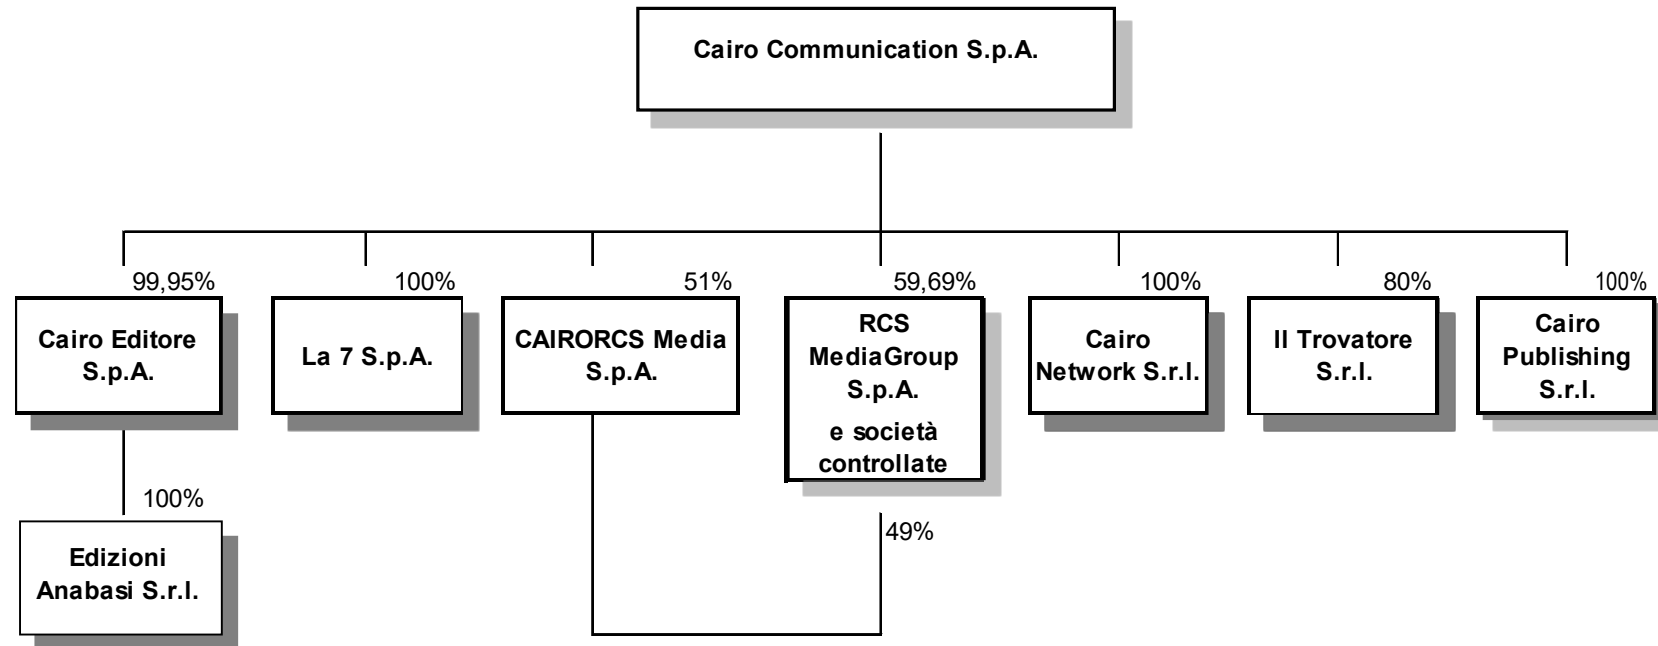 Cairo Communication S.p.A.
99,95%
100%
51%
59,69%
100%
80%
100%
Cairo Editore
S.p.A.
La 7 S.p.A.
CAIRORCS Media
S.p.A.
RCS
MediaGroup
S.p.A.
e società
controllate
Cairo
Network S.r.l.
Il Trovatore
S.r.l.
Cairo
Publishing
S.r.l.
100%
49%
Edizioni
Anabasi S.r.l.